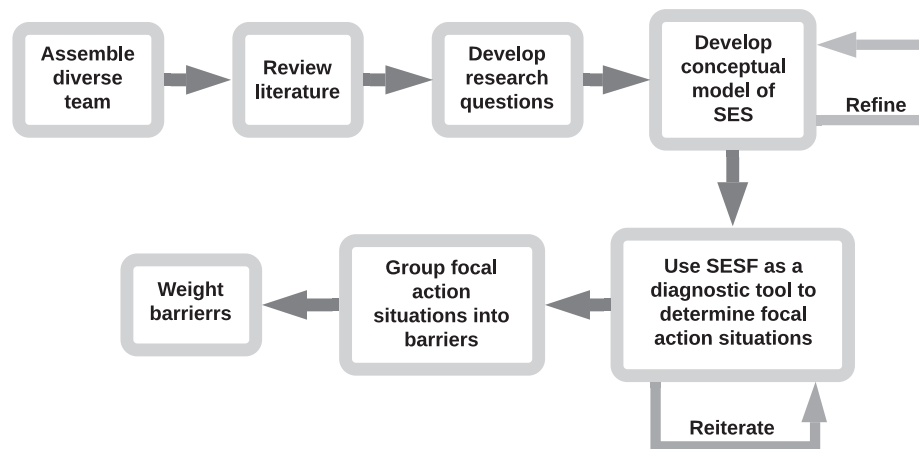 Assemble
diverse
team
Review
literature
Develop
research
questions
Develop
conceptual
model of
SES
Refine
Use SESF as a
diagnostic tool to
determine focal
action situations
Reiterate
Group focal
action
situations into
barriers
Weight
barrierrs